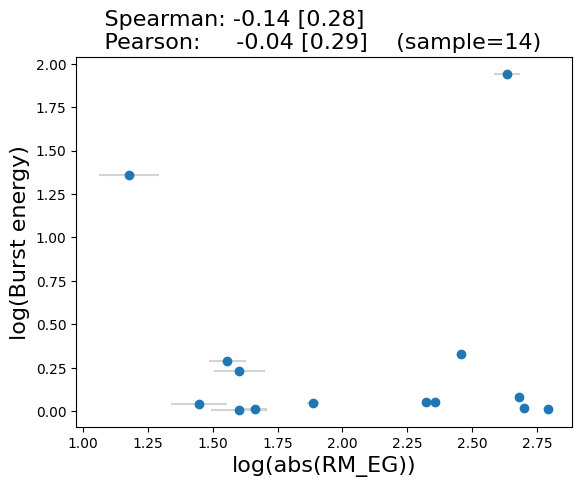 Spearman: -0.14 [0.28]
Pearson: -0.04 [0.29] (sample=14)
2.00
1.75
1.50
1.25
1.00
0.75
0.50
0.25
0.00
log(Burst energy)
1.00 1.25 1.50 1.75 2.00 2.25 2.50 2.75
log(abs(RM_EG))